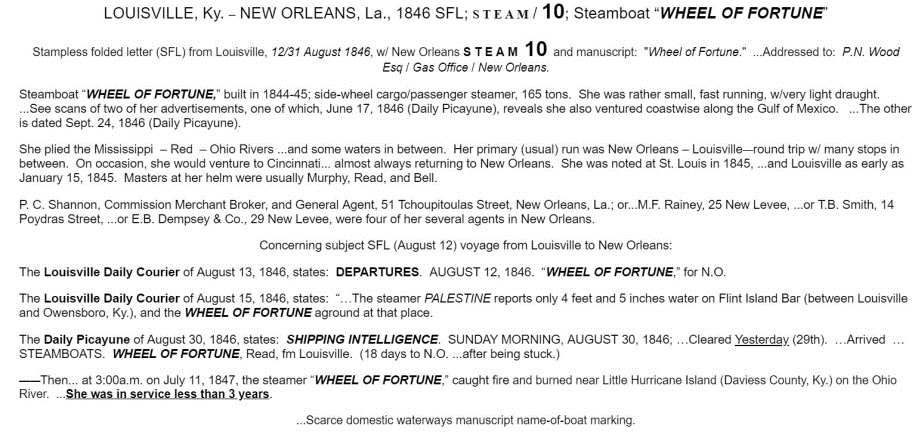 LOUISVILLE, Ky. – NEW ORLEANS, La., 1846 SFL; STEAM / 10; Steamboat “WHEEL OF FORTUNE”
Stampless folded letter (SFL) from Louisville, 12/31 August 1846, w/ New Orleans STEAM 10 and manuscript: "Wheel of Fortune." ...Addressed to: P.N. Wood
Esq / Gas Office / New Orleans.
Steamboat “WHEEL OF FORTUNE,” built in 1844-45; side-wheel cargo/passenger steamer, 165 tons. She was rather small, fast running, w/very light draught.
...See scans of two of her advertisements, one of which, June 17, 1846 (Daily Picayune), reveals she also ventured coastwise along the Gulf of Mexico. ...The other
is dated Sept. 24, 1846 (Daily Picayune).
She plied the Mississippi – Red – Ohio Rivers ...and some waters in between. Her primary (usual) run was New Orleans – Louisville—round trip w/ many stops in
between. On occasion, she would venture to Cincinnati... almost always returning to New Orleans. She was noted at St. Louis in 1845, ...and Louisville as early as
January 15, 1845. Masters at her helm were usually Murphy, Read, and Bell.
P. C. Shannon, Commission Merchant Broker, and General Agent, 51 Tchoupitoulas Street, New Orleans, La.; or...M.F. Rainey, 25 New Levee, ...or T.B. Smith, 14
Poydras Street, ...or E.B. Dempsey & Co., 29 New Levee, were four of her several agents in New Orleans.
Concerning subject SFL (August 12) voyage from Louisville to New Orleans:
The Louisville Daily Courier of August 13, 1846, states: DEPARTURES. AUGUST 12, 1846. “WHEEL OF FORTUNE,” for N.O.
The Louisville Daily Courier of August 15, 1846, states: “…The steamer PALESTINE reports only 4 feet and 5 inches water on Flint Island Bar (between Louisville
and Owensboro, Ky.), and the WHEEL OF FORTUNE aground at that place.
The Daily Picayune of August 30, 1846, states: SHIPPING INTELLIGENCE. SUNDAY MORNING, AUGUST 30, 1846; …Cleared Yesterday (29th). …Arrived …
STEAMBOATS. WHEEL OF FORTUNE, Read, fm Louisville. (18 days to N.O. ...after being stuck.)
——Then... at 3:00a.m. on July 11, 1847, the steamer “WHEEL OF FORTUNE,” caught fire and burned near Little Hurricane Island (Daviess County, Ky.) on the Ohio
River. ...She was in service less than 3 years.
...Scarce domestic waterways manuscript name-of-boat marking.